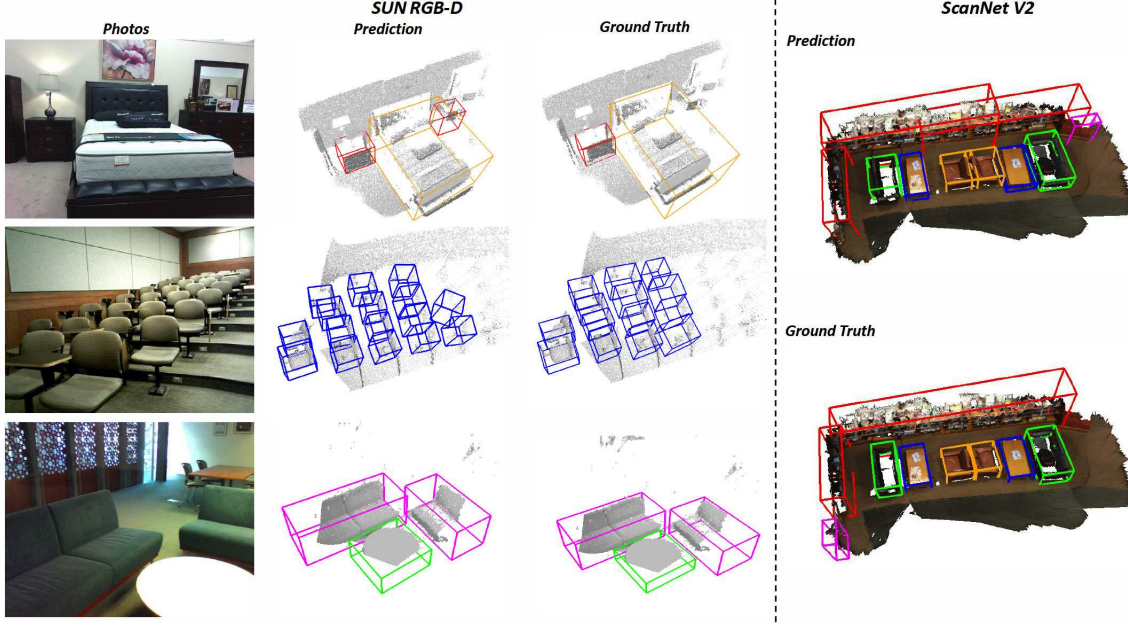 SUN RGB-D
ScanNet V2
Photos
Prediction
Ground Truth
Prediction
Ground Truth